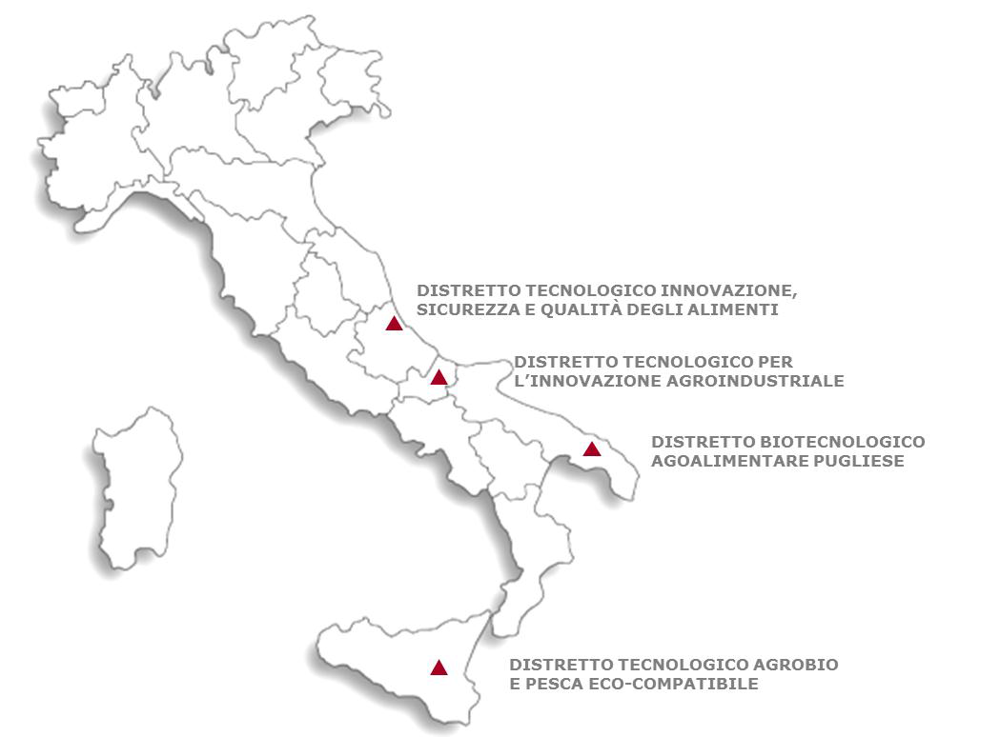 DISTRETTO TECNOLOGICO INNOVAZIONE,
SICUREZZA E QUALITÀ DEGLI ALIMENTI
DISTRETTO TECNOLOGICO PER
L’INNOVAZIONE AGROINDUSTRIALE
DISTRETTO BIOTECNOLOGICO
AGOALIMENTARE PUGLIESE
DISTRETTO TECNOLOGICO AGROBIO
E PESCA ECO-COMPATIBILE